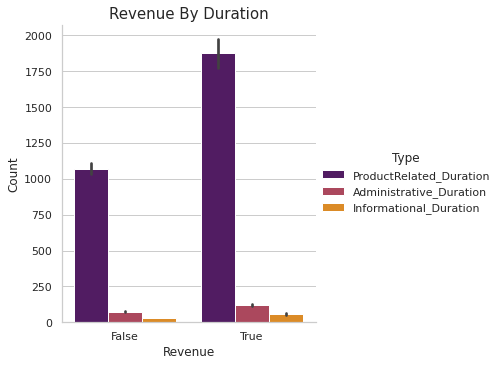 Revenue By Duration
2000
1750
1500
1250
1000
750
500
250
0
Count
False
True
Revenue
Type
ProductRelated_Duration
Administrative_Duration
Informational_Duration